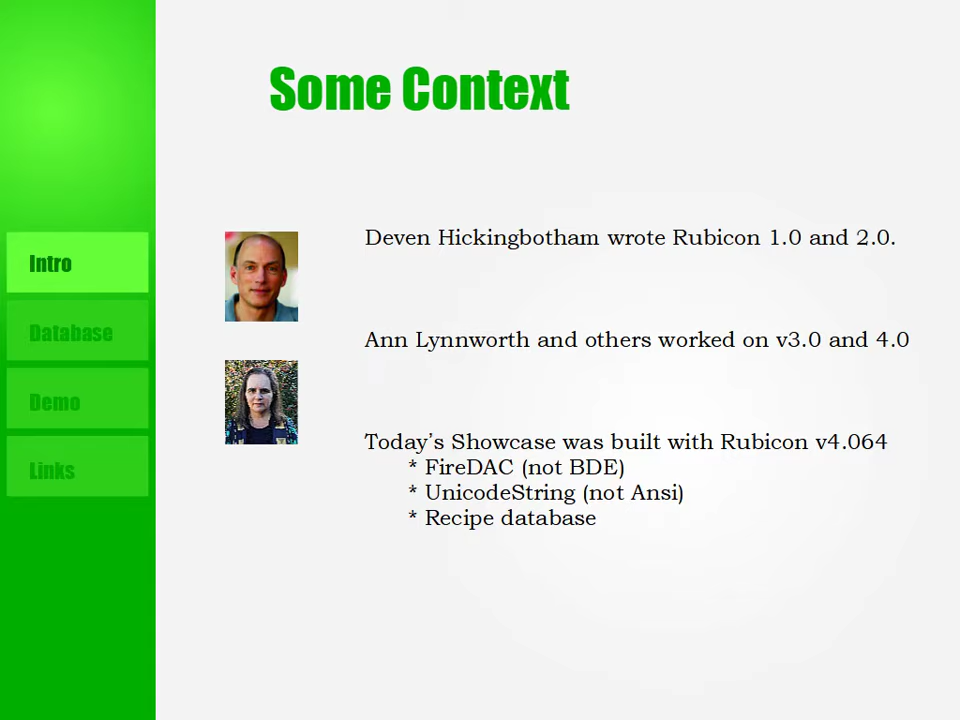 Some Context
Intro
Database
Demo
Links
Deven Hickingbotham wrote Rubicon 1.0 and 2.0.
Ann Lynnworth and others worked on v3.0 and 4.0
Today's Showcase was built with Rubicon v4.064
* FireDAC (not BDE)
* UnicodeString (not Ansi)
* Recipe database